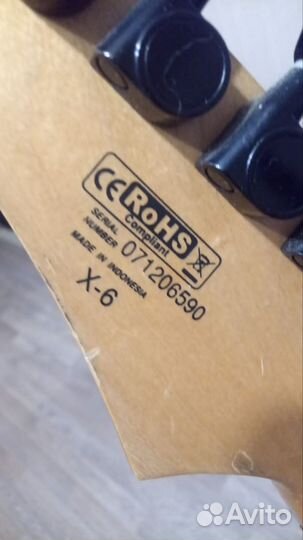 CE RoHS
Compliant
SERIAL
NUMBER 071206590
MADE IN INDONESIA
X-6
Avito